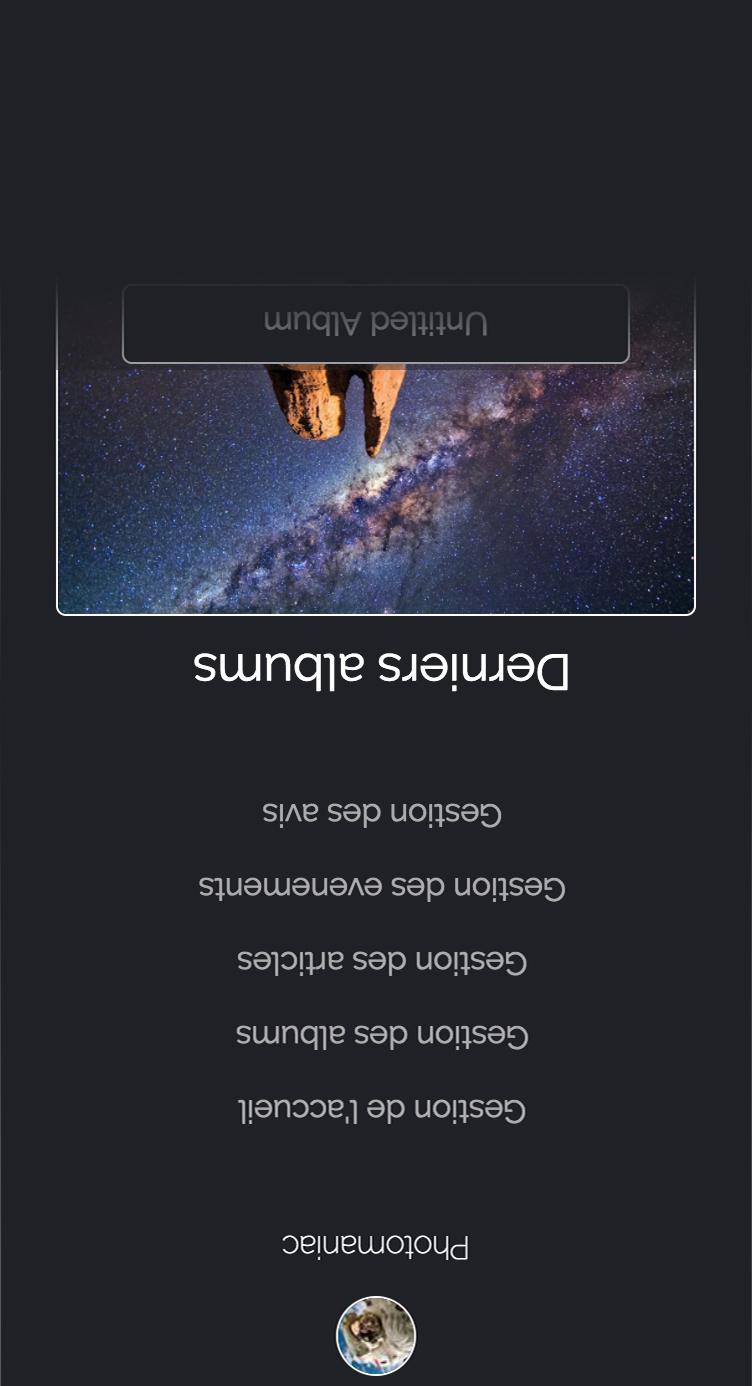 Photomaniac
Gestion de l'accueil
Gestion des albums
Gestion des articles
Gestion des evenements
Gestion des avis
Derniers albums
Untitled Album